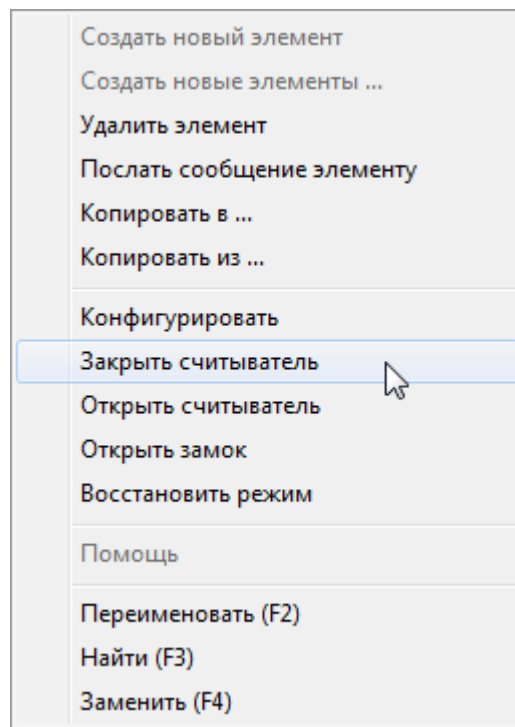 Создать новый элемент
Создать новые элементы ...
Удалить элемент
Послать сообщение элементу
Копировать в ...
Копировать из ...
Конфигурировать
Закрыть считыватель
Открыть считыватель
Открыть замок
Восстановить режим
Помощь
Переименовать (F2)
Найти (F3)
Заменить (F4)